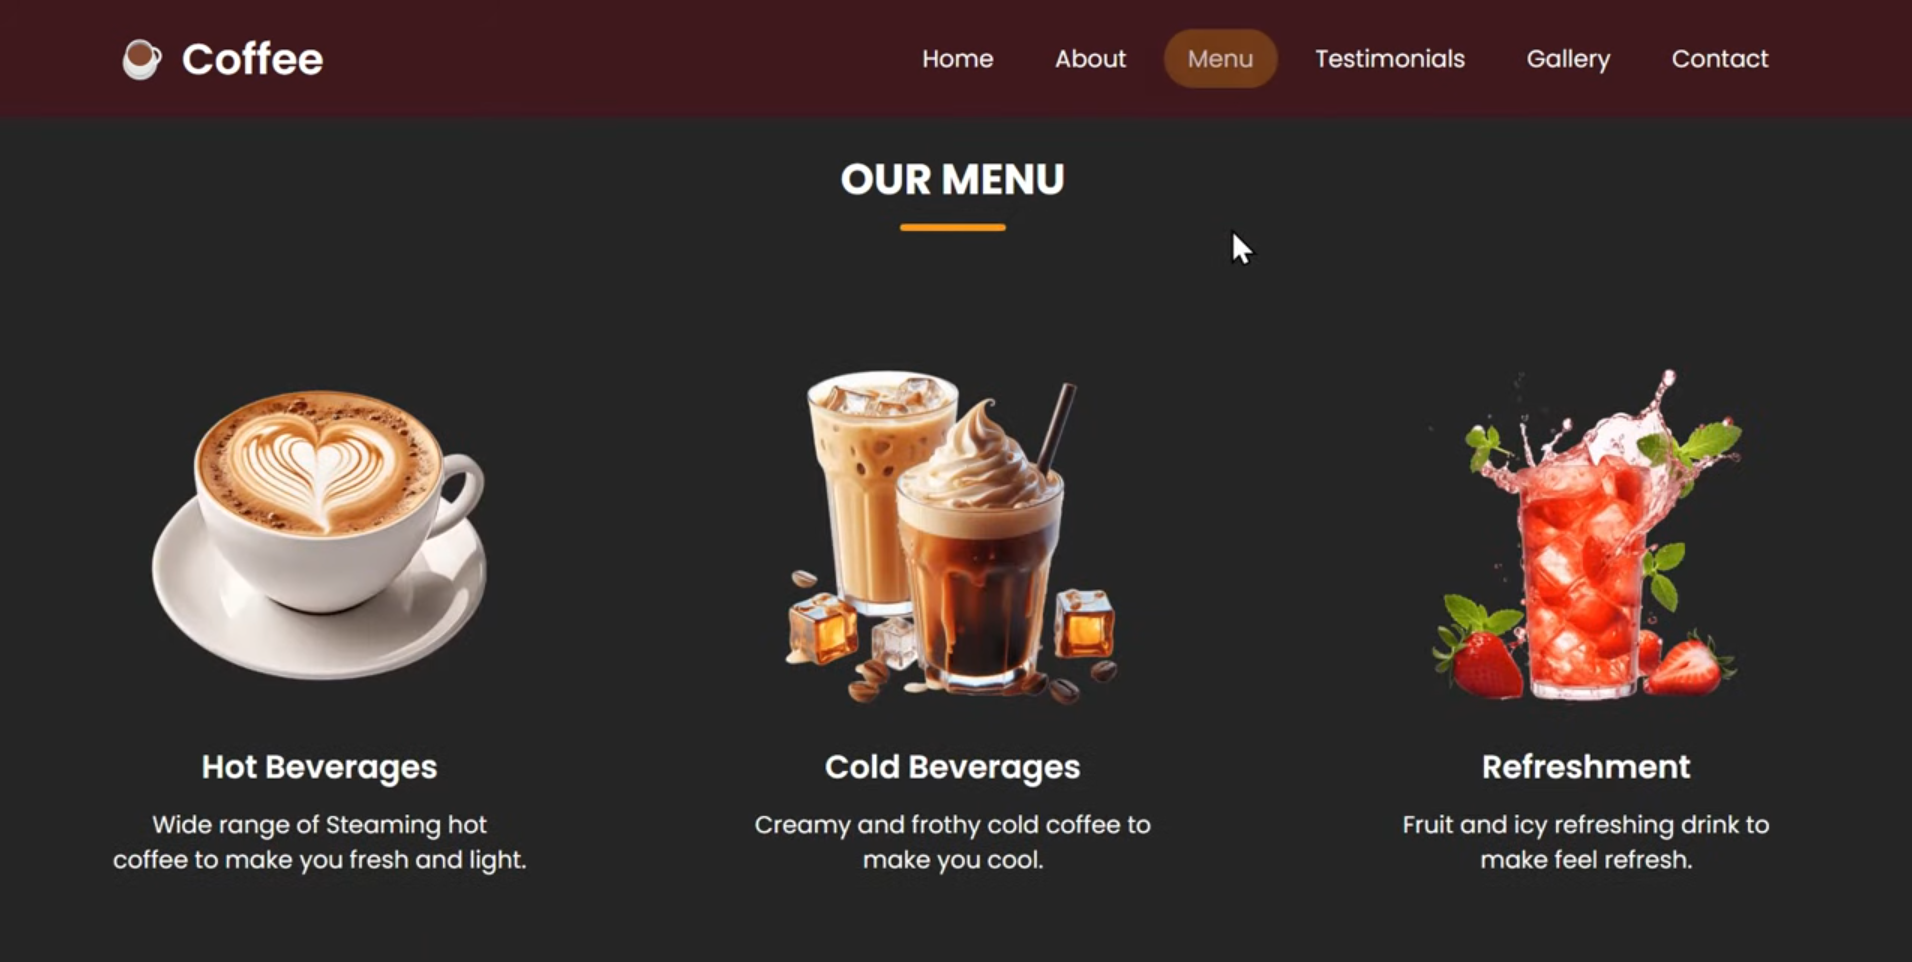 Coffee
Home About Menu Testimonials Gallery Contact
OUR MENU
Hot Beverages
Wide range of Steaming hot
coffee to make you fresh and light.
Cold Beverages
Creamy and frothy cold coffee to
make you cool.
Refreshment
Fruit and icy refreshing drink to
make feel refresh.